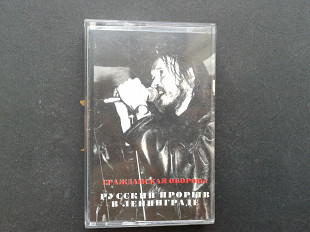 ГРАЖДАНСКАЯ ОБОРОНА
РУССКИЙ ПРОРЫВ
В ЛЕНИНГРАДЕ